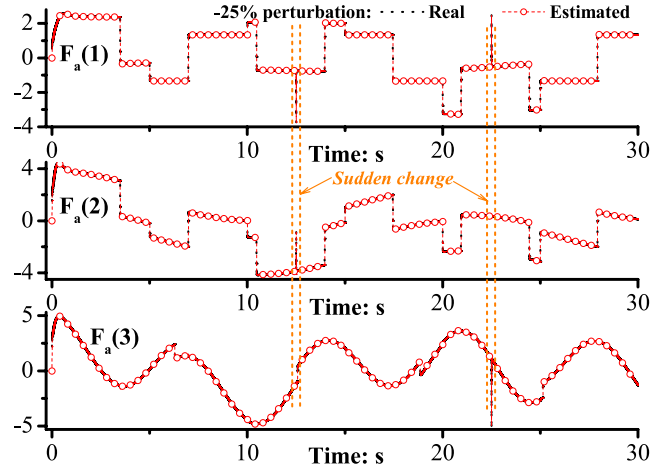 -25% perturbation: Real Estimated
2
0
-2
-4
F_a(1)
0 10 20 30
Time: s
4
0
-4
F_a(2)
Sudden change
0 10 20 30
Time: s
5
0
-5
F_a(3)
0 10 20 30